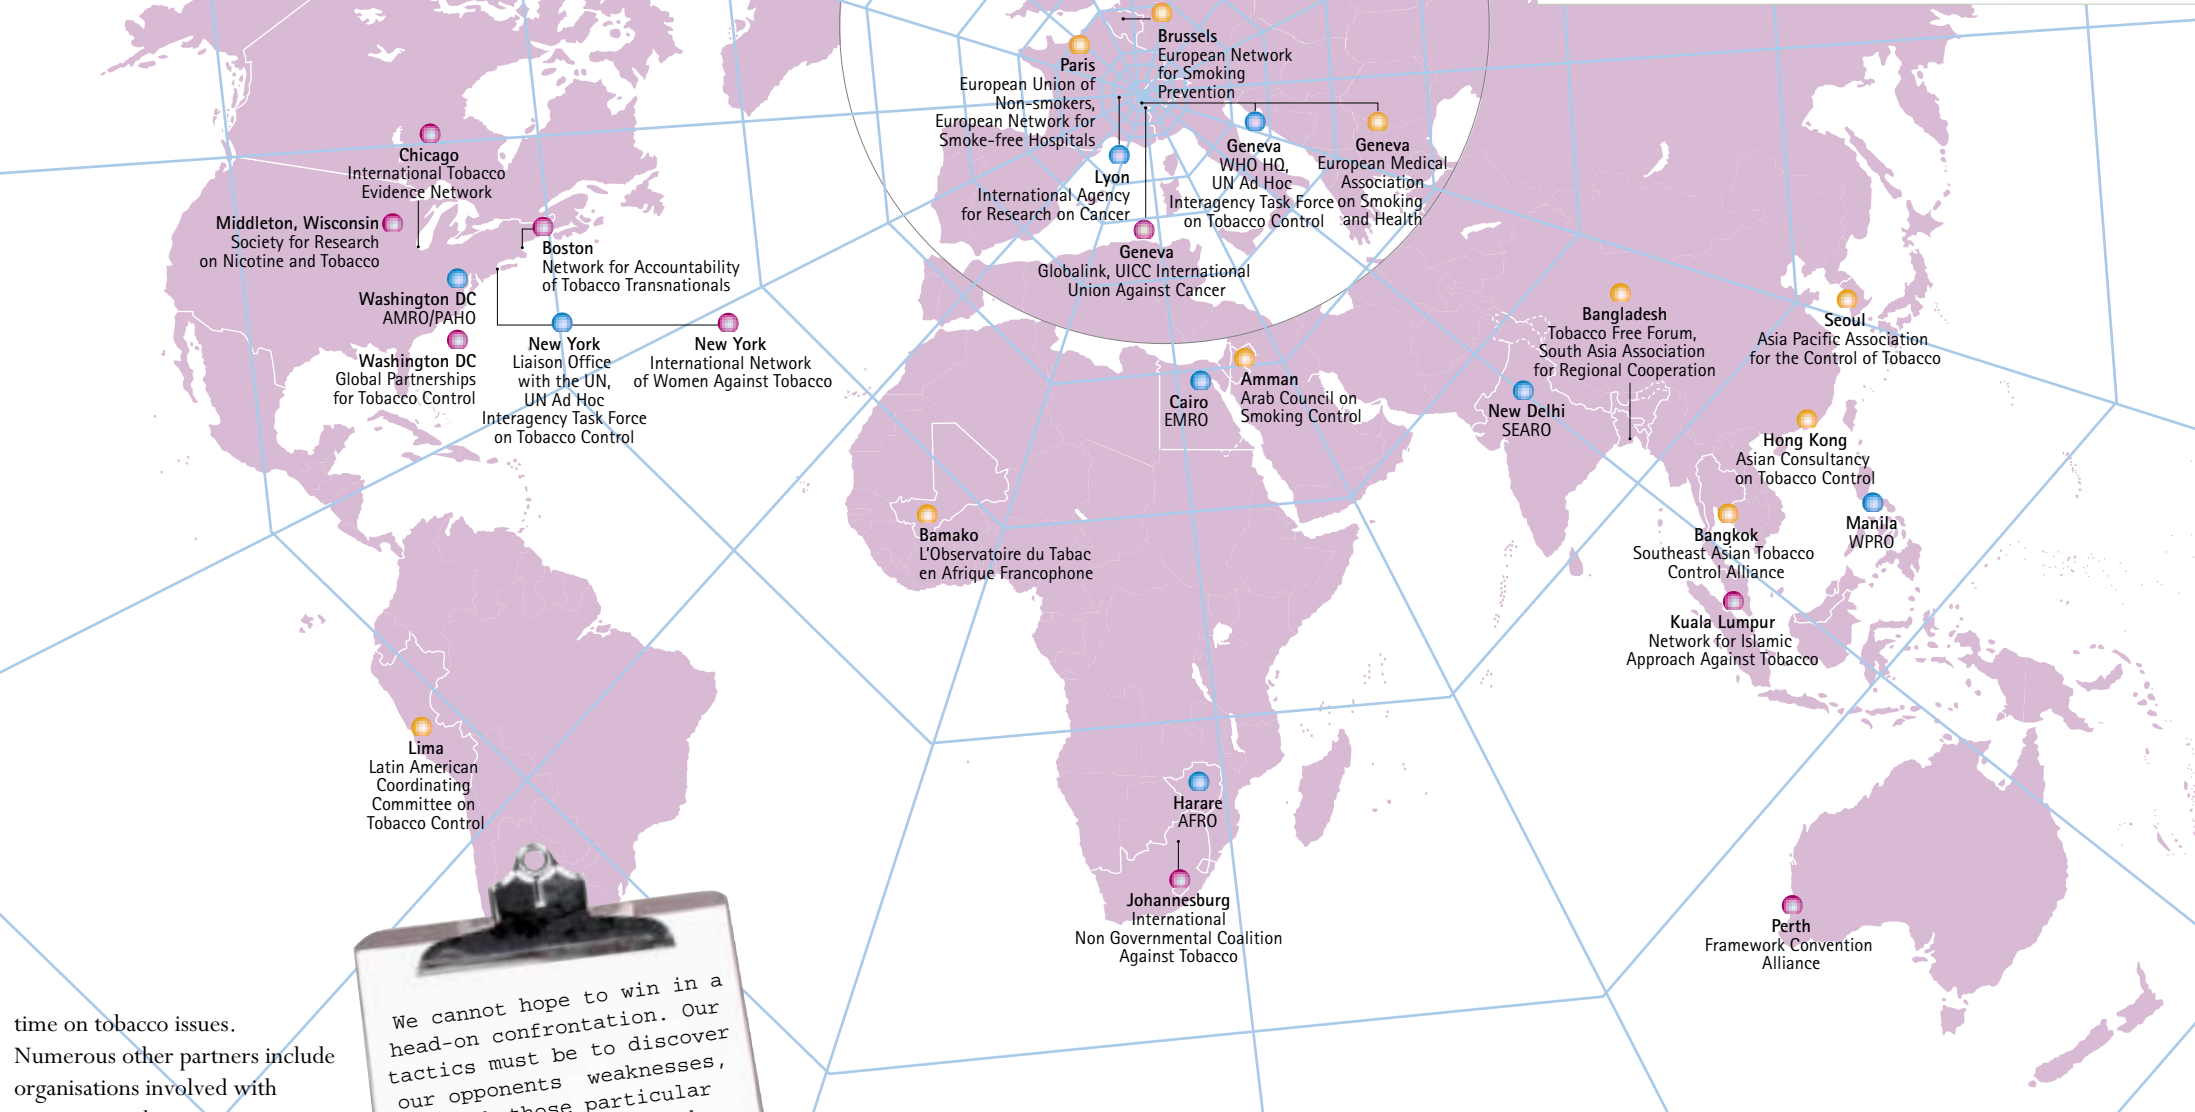 Brussels
European Network
for Smoking
Prevention
Paris
European Union of
Non-smokers,
European Network for
Smoke-free Hospitals
Lyon
International Agency
for Research on Cancer
Geneva
WHO HQ,
UN Ad Hoc
Interagency Task Force
on Tobacco Control
Geneva
European Medical
Association
on Smoking
and Health
Geneva
Globalink, UICC International
Union Against Cancer
Chicago
International Tobacco
Evidence Network
Middleton, Wisconsin
Society for Research
on Nicotine and Tobacco
Boston
Network for Accountability
of Tobacco Transnationals
Washington DC
AMRO/PAHO
Washington DC
Global Partnerships
for Tobacco Control
New York
Liaison Office
with the UN,
UN Ad Hoc
Interagency Task Force
on Tobacco Control
New York
International Network
of Women Against Tobacco
Cairo
EMRO
Amman
Arab Council on
Smoking Control
Bangladesh
Tobacco Free Forum,
South Asia Association
for Regional Cooperation
New Delhi
SEARO
Seoul
Asia Pacific Association
for the Control of Tobacco
Hong Kong
Asian Consultancy
on Tobacco Control
Manila
WPRO
Bangkok
Southeast Asian Tobacco
Control Alliance
Kuala Lumpur
Network for Islamic
Approach Against Tobacco
Bamako
L'Observatoire du Tabac
en Afrique Francophone
Lima
Latin American
Coordinating
Committee on
Tobacco Control
Harare
AFRO
Johannesburg
International
Non Governmental Coalition
Against Tobacco
Perth
Framework Convention
Alliance
time on tobacco issues.
Numerous other partners include
organisations involved with
We cannot hope to win in a
head-on confrontation. Our
tactics must be to discover
our opponents weaknesses,
those particular